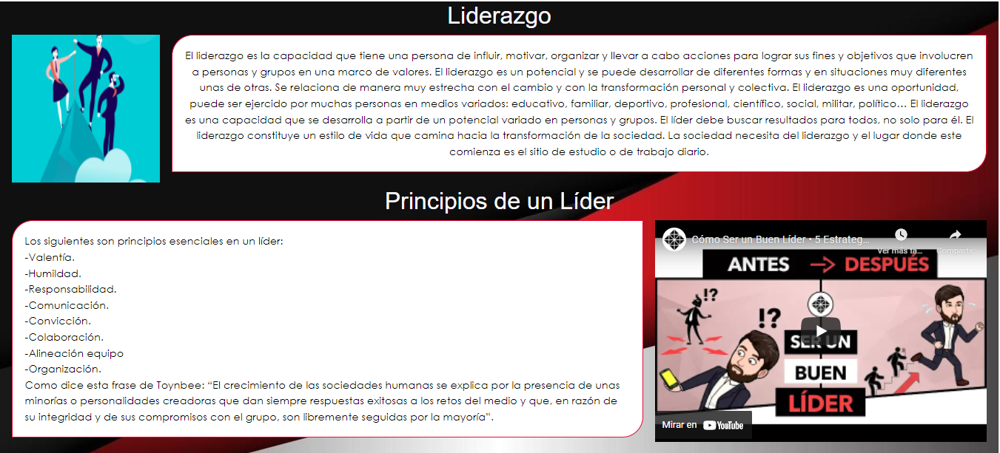 Liderazgo
El liderazgo es la capacidad que tiene una persona de influir, motivar, organizar y llevar a cabo acciones para lograr sus fines y objetivos que involucren
a personas y grupos en una marco de valores. El liderazgo es un potencial y se puede desarrollar de diferentes formas y en situaciones muy diferentes
unas de otras. Se relaciona de manera muy estrecha con el cambio y con la transformación personal y colectiva. El liderazgo es una oportunidad,
puede ser ejercido por muchas personas en medios variados: educativo, familiar, deportivo, profesional, científico, social, militar, político… El liderazgo
es una capacidad que se desarrolla a partir de un potencial variado en personas y grupos. El líder debe buscar resultados para todos, no solo para él. El
liderazgo constituye un estilo de vida que camina hacia la transformación de la sociedad. La sociedad necesita del liderazgo y el lugar donde este
comienza es el sitio de estudio o de trabajo diario.
Principios de un Líder
Los siguientes son principios esenciales en un líder:
-Valentía.
-Humildad.
-Responsabilidad.
-Comunicación.
-Convicción.
-Colaboración.
-Alineación equipo
-Organización.
Como dice esta frase de Toynbee: “El crecimiento de las sociedades humanas se explica por la presencia de unas
minorías o personalidades creadoras que dan siempre respuestas exitosas a los retos del medio y que, en razón de
su integridad y de sus compromisos con el grupo, son libremente seguidas por la mayoría”.
Cómo Ser un Buen Líder • 5 Estrateg...
Ver más ta...
Compartir
ANTES → DESPUÉS
!?
!?
SER UN
BUEN
LÍDER
Mirar en YouTube